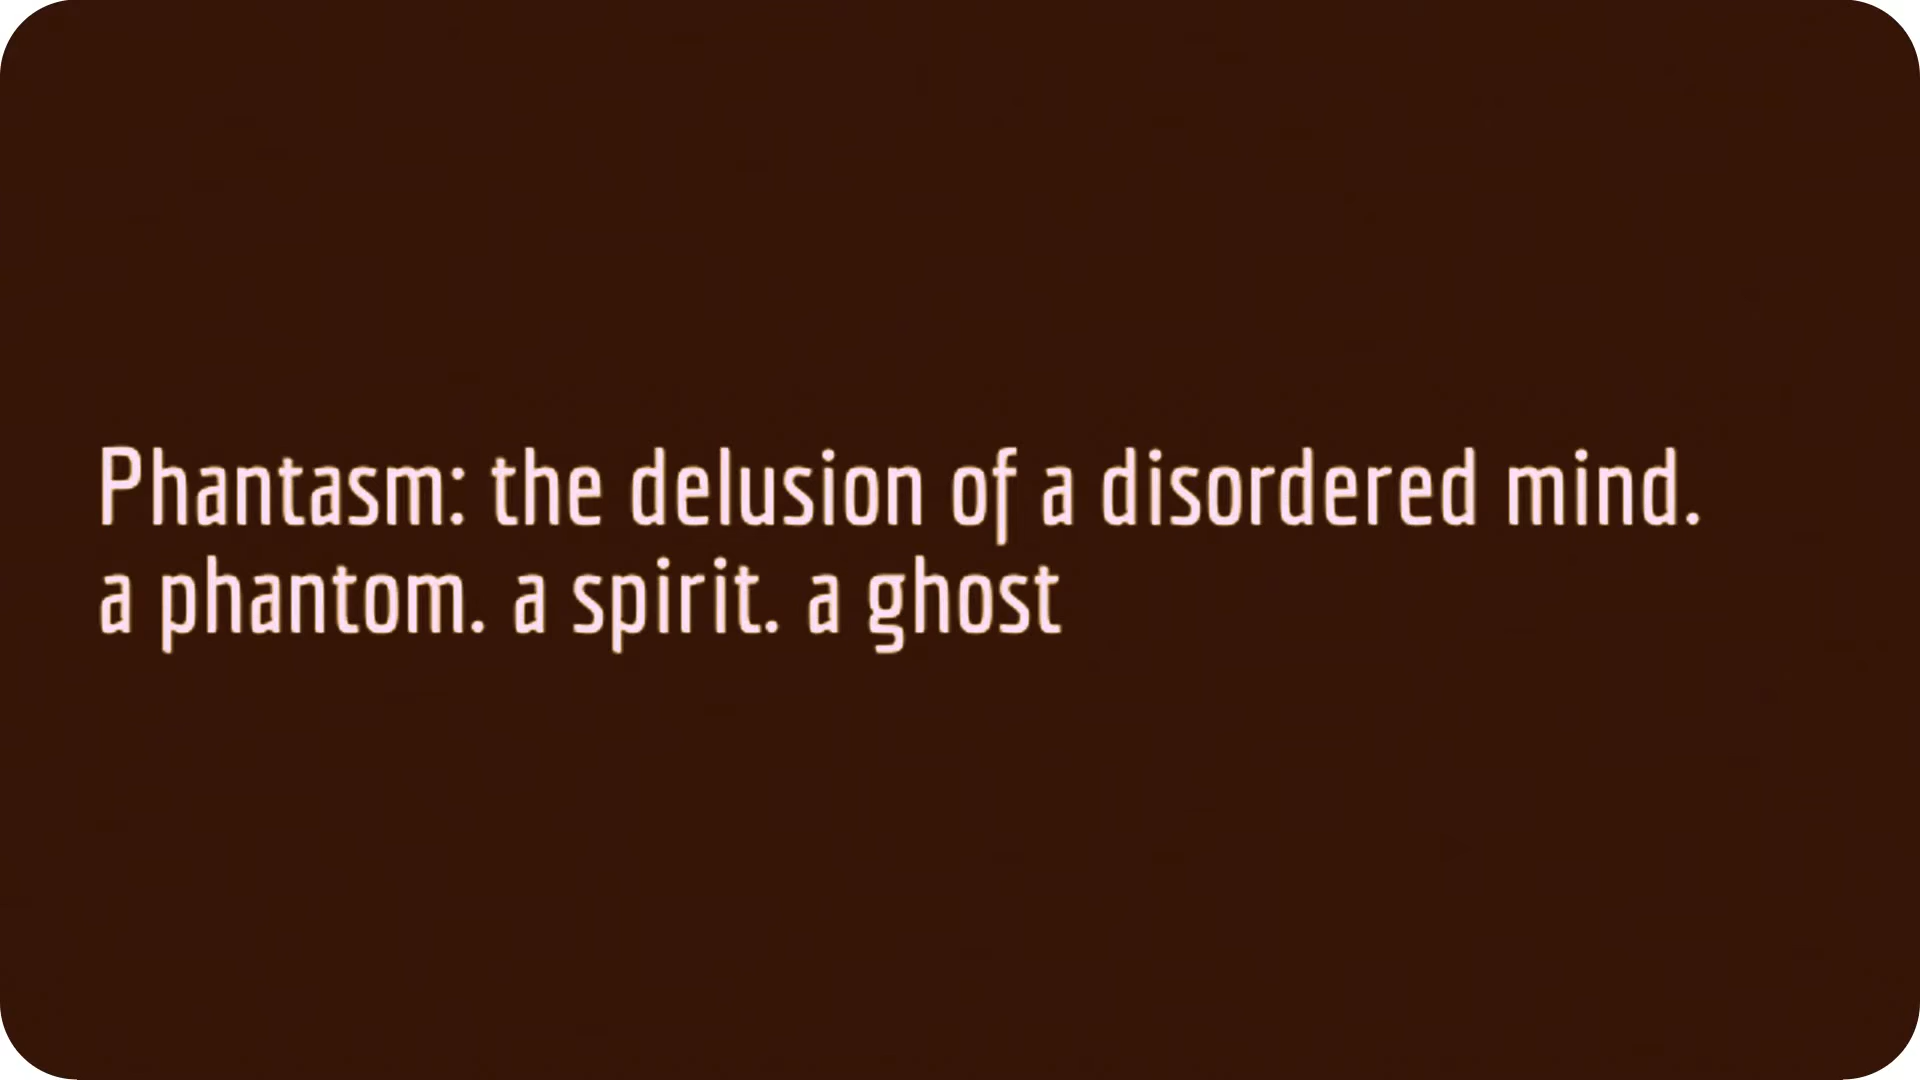 Phantasm: the delusion of a disordered mind.
a phantom. a spirit. a ghost